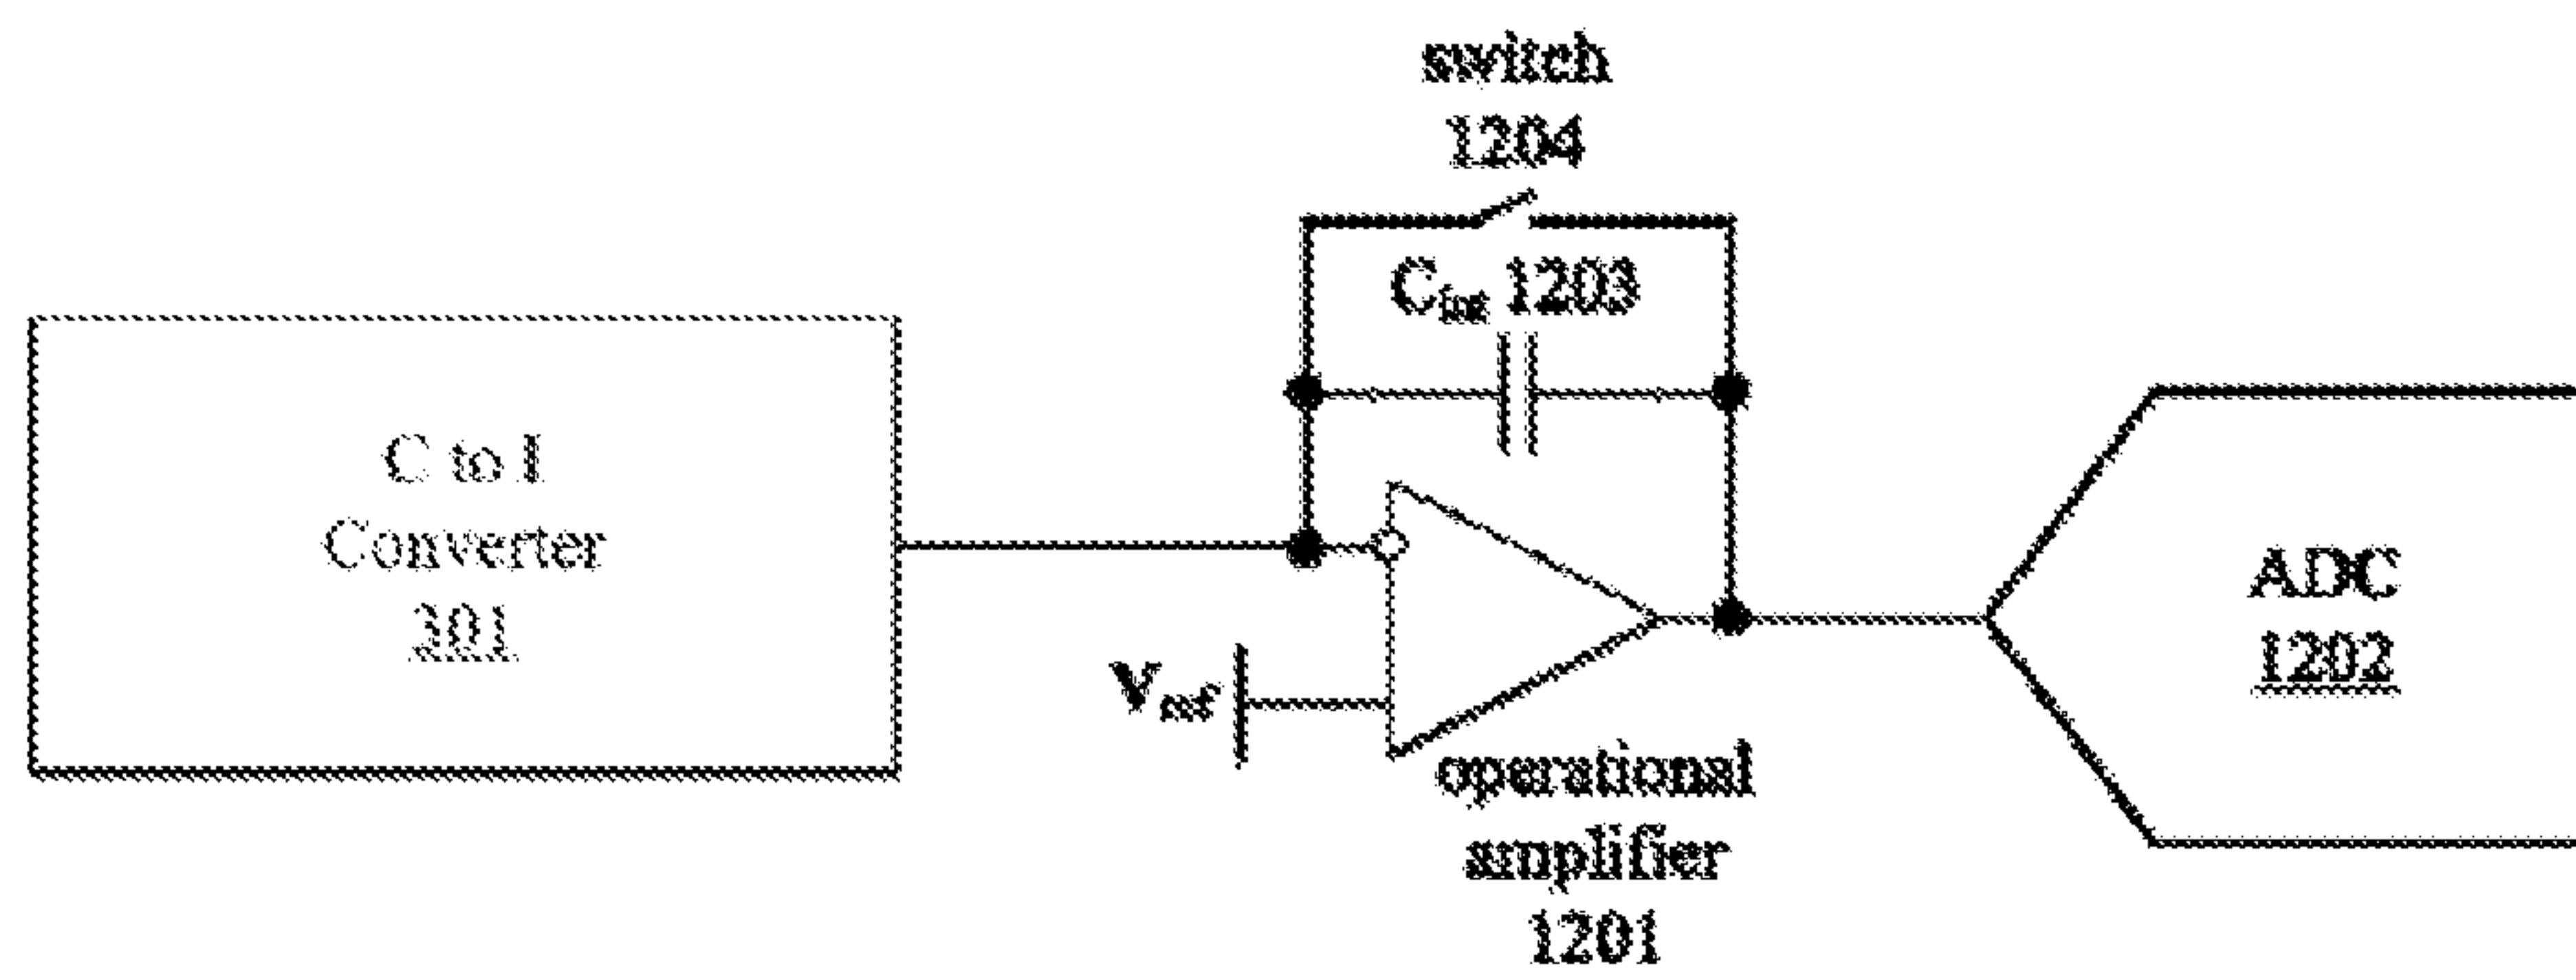 switch
1204
C_int 1203
C to I
Converter
301
ADC
1202
V_ref
operational
amplifier
1201